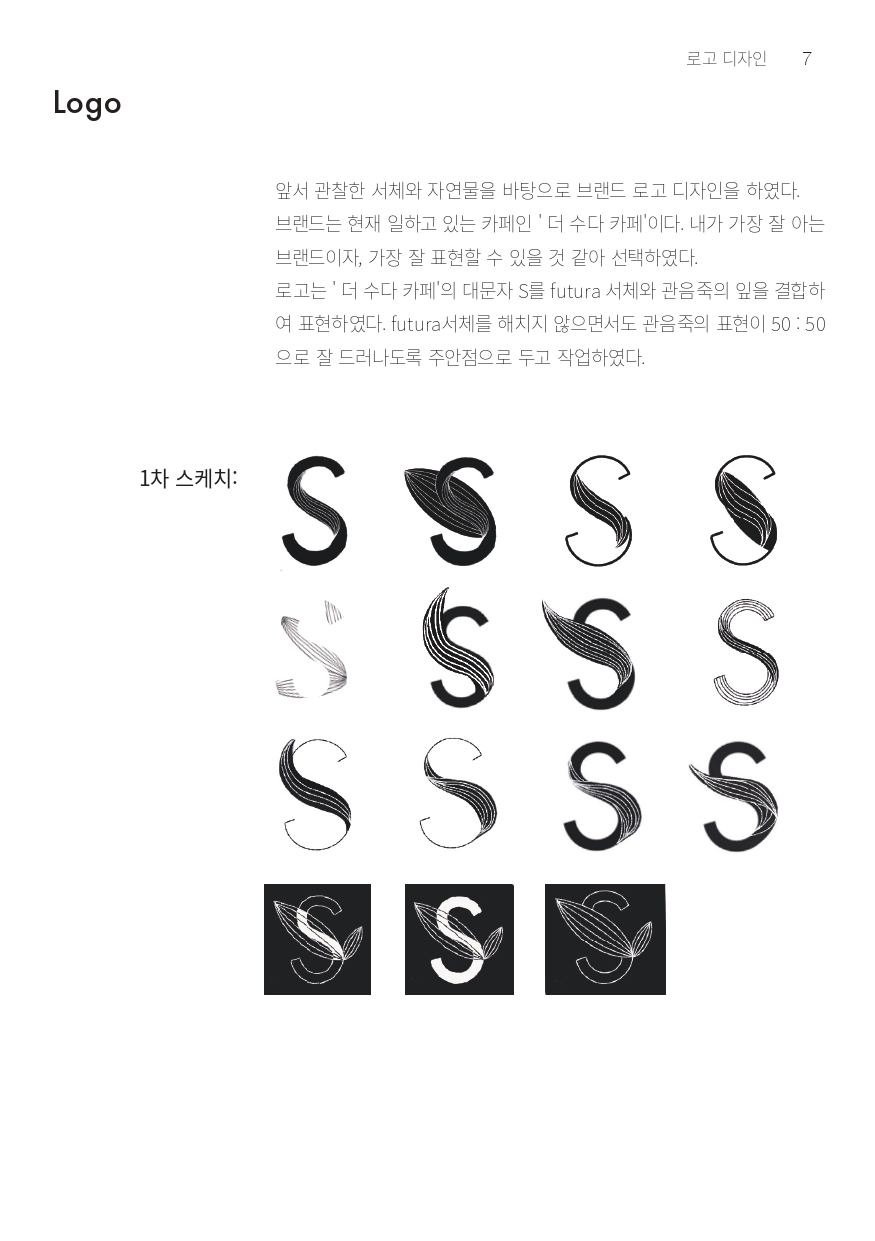 로고 디자인 7
Logo
앞서 관찰한 서체와 자연물을 바탕으로 브랜드 로고 디자인을 하였다.
브랜드는 현재 일하고 있는 카페인 ' 더 수다 카페'이다. 내가 가장 잘 아는
브랜드이자, 가장 잘 표현할 수 있을 것 같아 선택하였다.
로고는 ' 더 수다 카페'의 대문자 S를 futura 서체와 관음죽의 잎을 결합하
여 표현하였다. futura서체를 해치지 않으면서도 관음죽의 표현이 50 : 50
으로 잘 드러나도록 주안점으로 두고 작업하였다.
1차 스케치:
S S S S
S S S S
S S S S
S S S